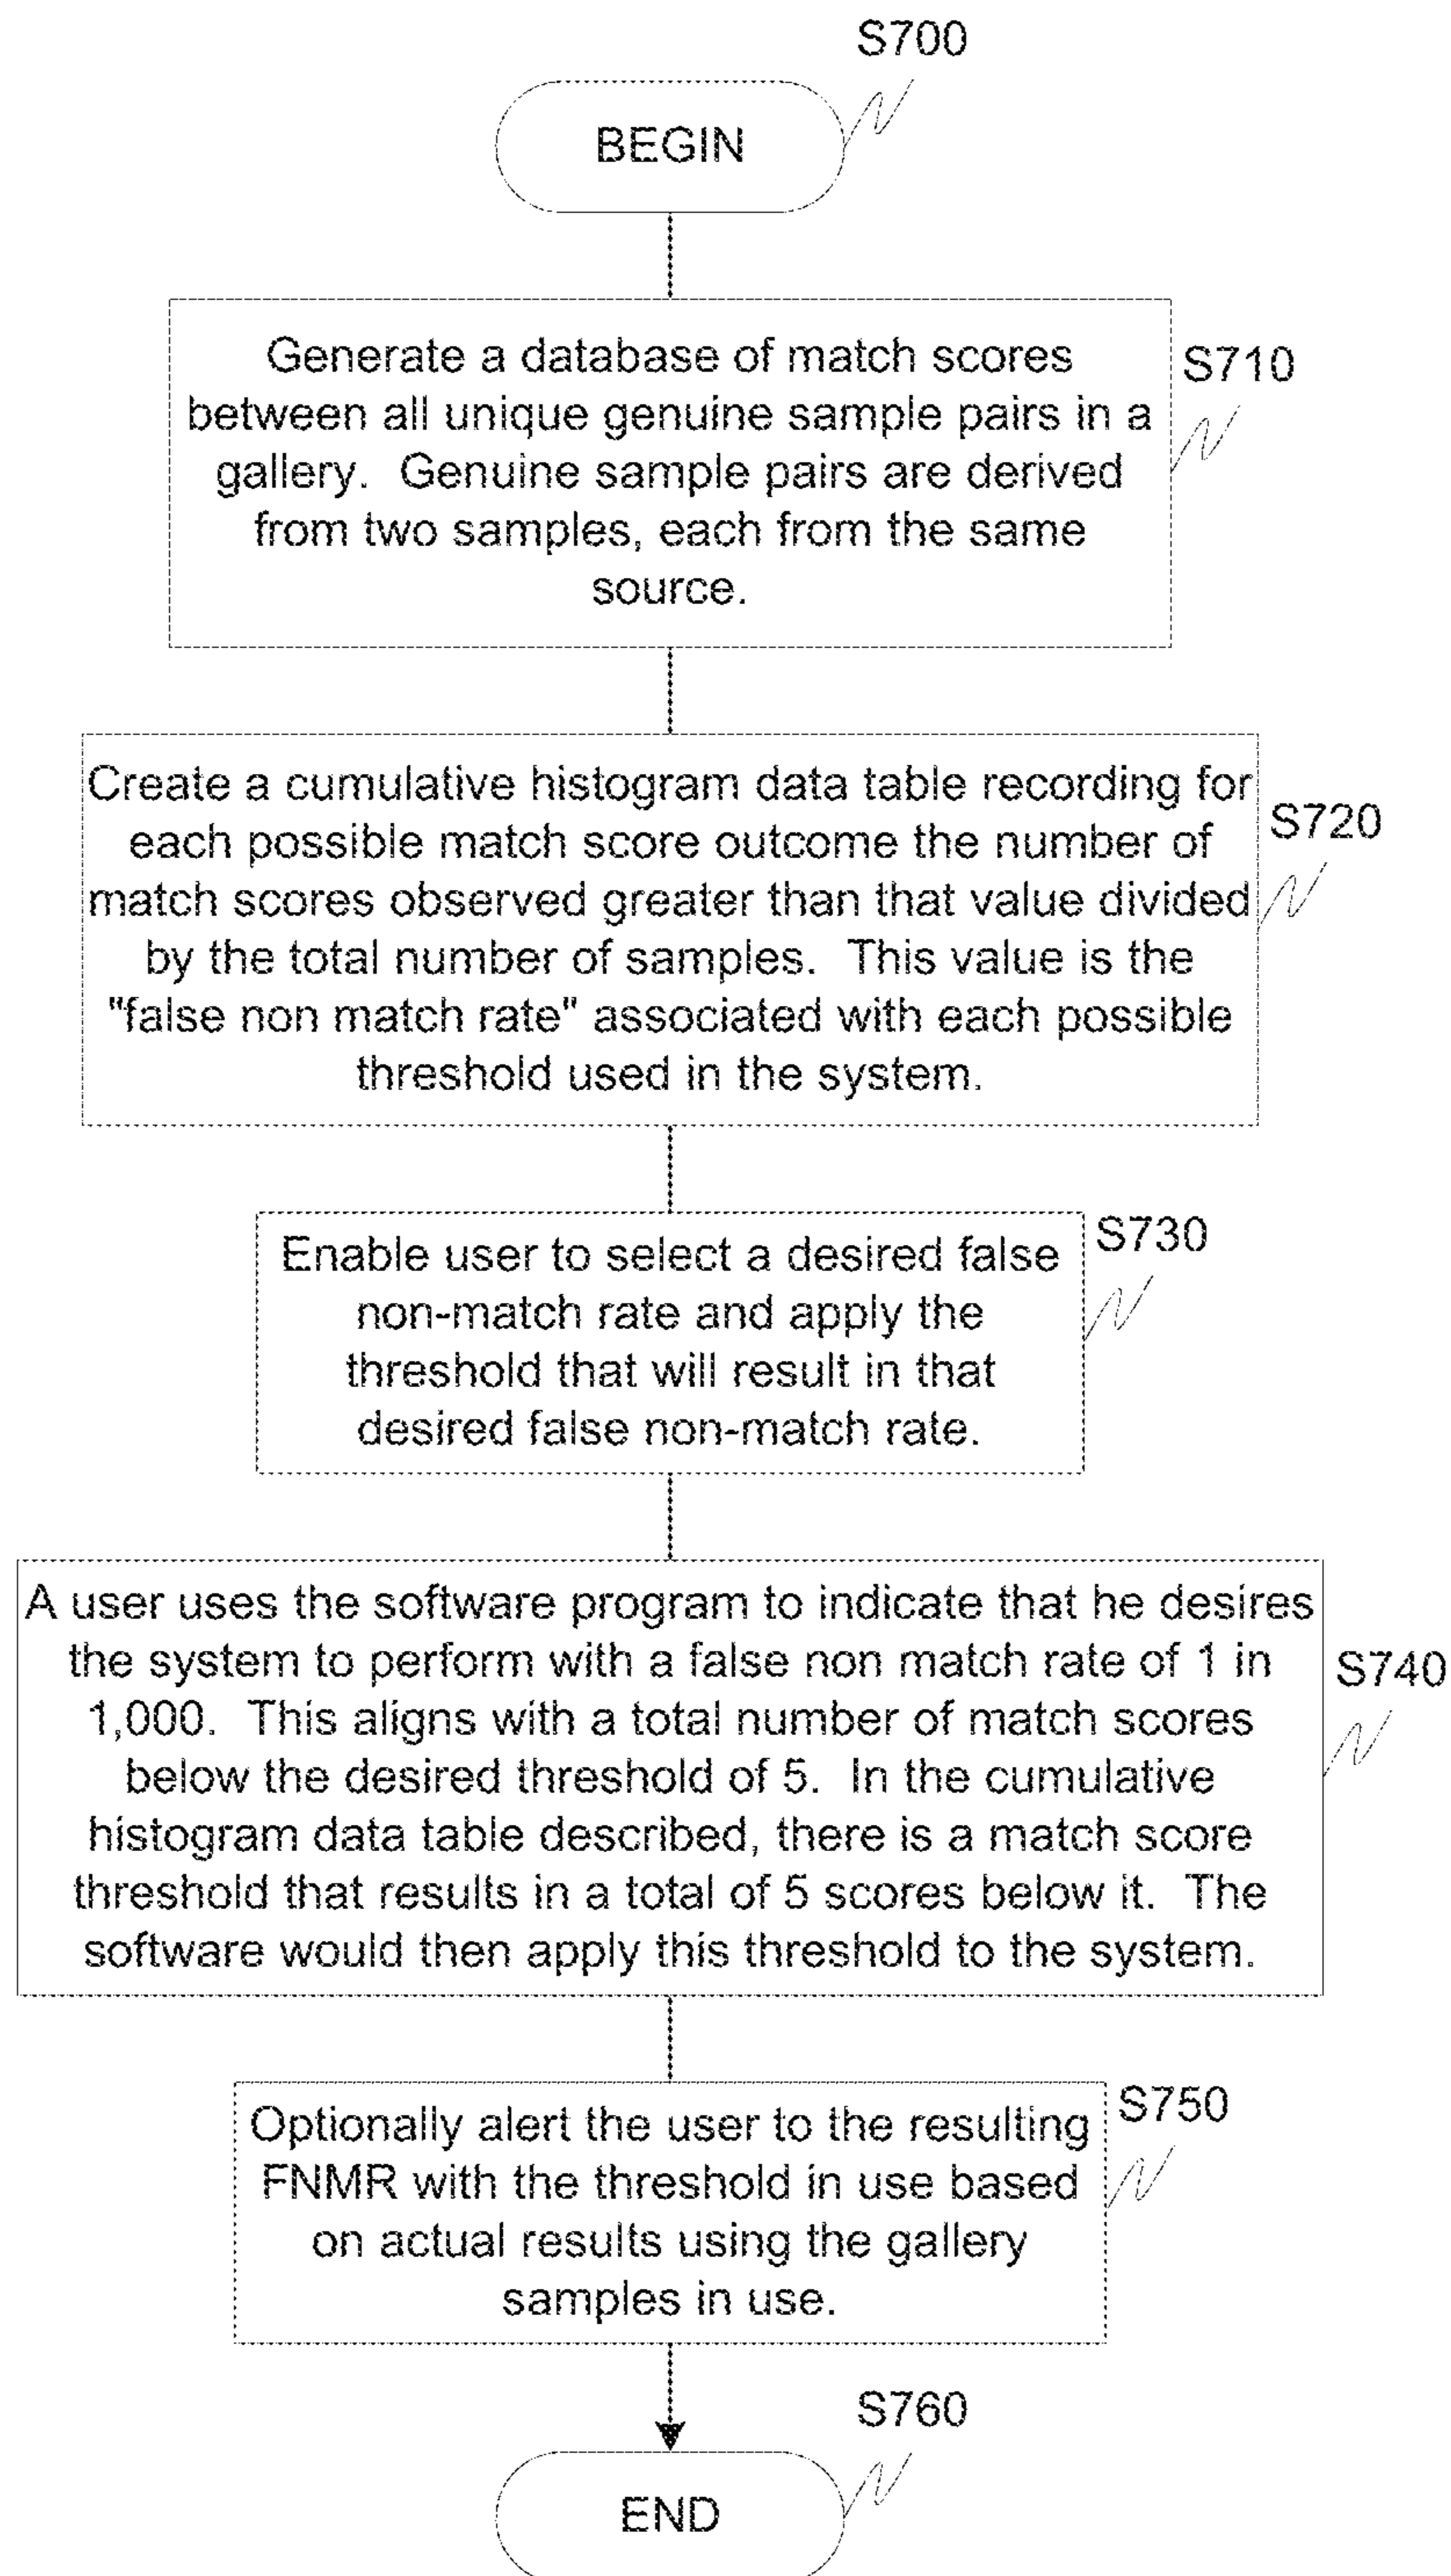 S700
BEGIN
Generate a database of match scores
between all unique genuine sample pairs in a
gallery.  Genuine sample pairs are derived
from two samples, each from the same
source.
S710
Create a cumulative histogram data table recording for
each possible match score outcome the number of
match scores observed greater than that value divided
by the total number of samples.  This value is the
"false non match rate" associated with each possible
threshold used in the system.
S720
Enable user to select a desired false
non-match rate and apply the
threshold that will result in that
desired false non-match rate.
S730
A user uses the software program to indicate that he desires
the system to perform with a false non match rate of 1 in
1,000.  This aligns with a total number of match scores
below the desired threshold of 5.  In the cumulative
histogram data table described, there is a match score
threshold that results in a total of 5 scores below it.  The
software would then apply this threshold to the system.
S740
Optionally alert the user to the resulting
FNMR with the threshold in use based
on actual results using the gallery
samples in use.
S750
S760
END